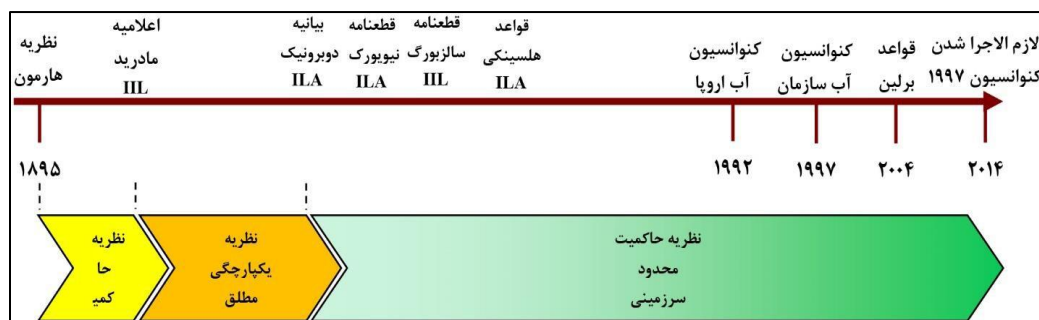 نظریه
هارمون
اعلامیه
مادرید
IIL
بیانیه
دوبرونیک
ILA
قطعنامه
نیویورک
ILA
قطعنامه
سالزبورگ
IIL
قواعد
هلسینکی
ILA
کنوانسیون
آب اروپا
کنوانسیون
آب سازمان
قواعد
برلین
لازم الاجرا شدن
کنوانسیون ۱۹۹۷
۱۸۹۵
۱۹۹۲
۱۹۹۷
۲۰۰۴
۲۰۱۴
نظریه
حا
کمی
نظریه
یکپارچگی
مطلق
نظریه حاکمیت
محدود
سرزمینی